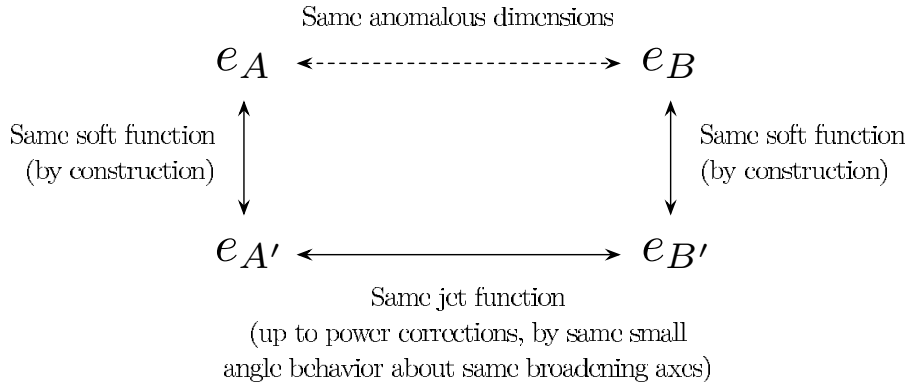 Same anomalous dimensions
e_A e_B
Same soft function Same soft function
(by construction) (by construction)
e_{A'} e_{B'}
Same jet function
(up to power corrections, by same small
angle behavior about same broadening axes)